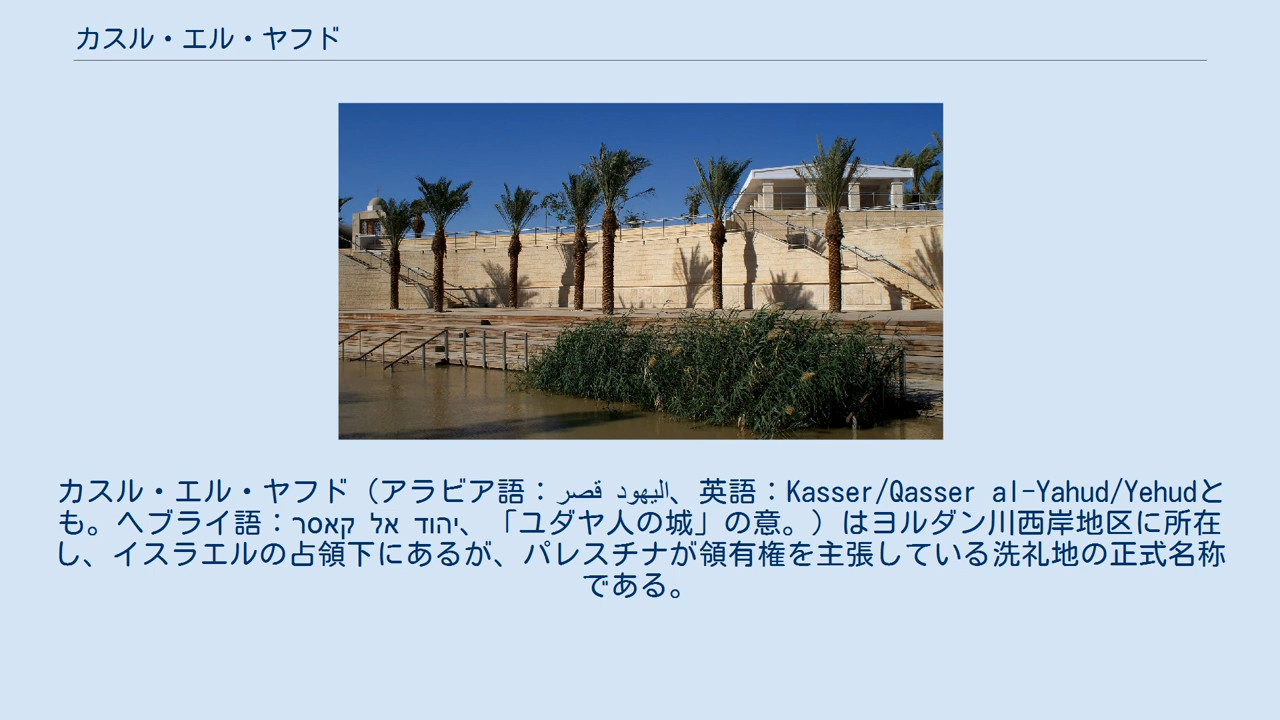 カスル・エル・ヤフド
カスル・エル・ヤフド（アラビア語：قصر اليهود、英語：Kasser/Qasser al-Yahud/Yehudと
も。ヘブライ語：קאסר אל יהוד、「ユダヤ人の城」の意。）はヨルダン川西岸地区に所在
し、イスラエルの占領下にあるが、パレスチナが領有権を主張している洗礼地の正式名称
である。